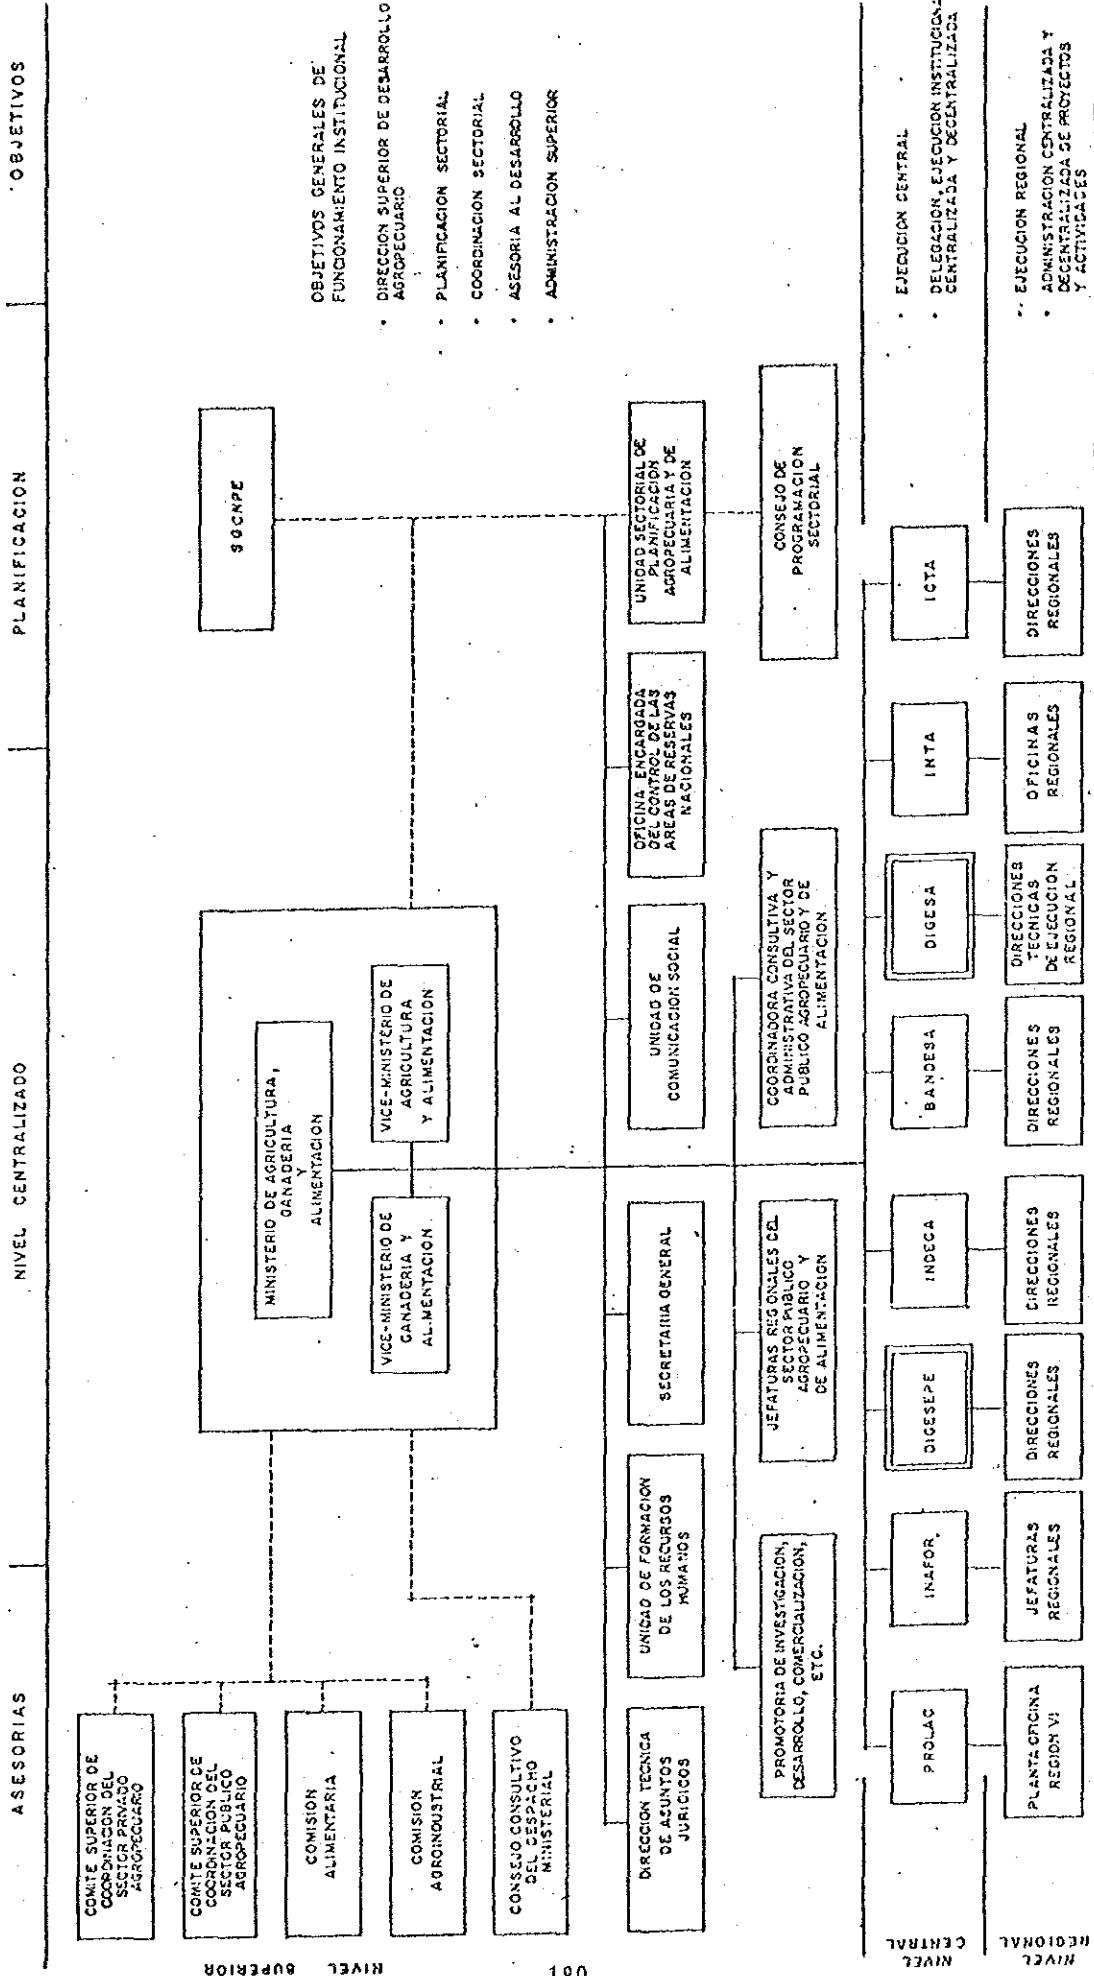 ASESORIAS
NIVEL CENTRALIZADO
PLANIFICACION
OBJETIVOS
NIVEL SUPERIOR
COMITE SUPERIOR DE
COORDINACION DEL
SECTOR PRIVADO
AGROPECUARIO
COMITE SUPERIOR DE
COORDINACION DEL
SECTOR PUBLICO
AGROPECUARIO
COMISION
ALIMENTARIA
COMISION
AGROINDUSTRIAL
CONSEJO CONSULTIVO
DEL DESPACHO
MINISTERIAL
MINISTERIO DE AGRICULTURA,
GANADERIA
Y
ALIMENTACION
VICE-MINISTERIO DE
GANADERIA Y
ALIMENTACION
VICE-MINISTERIO DE
AGRICULTURA
Y ALIMENTACION
SGCNPE
OBJETIVOS GENERALES DE
FUNCIONAMIENTO INSTITUCIONAL
• DIRECCION SUPERIOR DE DESARROLLO
AGROPECUARIO
• PLANIFICACION SECTORIAL
• COORDINACION SECTORIAL
• ASESORIA AL DESARROLLO
• ADMINISTRACION SUPERIOR
DIRECCION TECNICA
DE ASUNTOS
JURIDICOS
UNIDAD DE FORMACION
DE LOS RECURSOS
HUMANOS
SECRETARIA GENERAL
UNIDAD DE
COMUNICACION SOCIAL
OFICINA ENCARGADA
DEL CONTROL DE LAS
AREAS DE RESERVAS
NACIONALES
UNIDAD SECTORIAL DE
PLANIFICACION
AGROPECUARIA Y DE
ALIMENTACION
PROMOTORIA DE INVESTIGACION,
DESARROLLO, COMERCIALIZACION,
ETC.
JEFATURAS REGIONALES DEL
SECTOR PUBLICO
AGROPECUARIO Y
DE ALIMENTACION
COORDINADORA CONSULTIVA Y
ADMINISTRATIVA DEL SECTOR
PUBLICO AGROPECUARIO Y DE
ALIMENTACION
CONSEJO DE
PROGRAMACION
SECTORIAL
NIVEL
CENTRAL
PROLAC
INAFOR
DIGESEPE
INDECA
BANDESA
DIGESA
INTA
ICTA
• EJECUCION CENTRAL
• DELEGACION, EJECUCION INSTITUCIONA
CENTRALIZADA Y DECENTRALIZADA
NIVEL
REGIONAL
PLANTA OFICINA
REGION VI
JEFATURAS
REGIONALES
DIRECCIONES
REGIONALES
DIRECCIONES
REGIONALES
DIRECCIONES
REGIONALES
DIRECCIONES
TECNICAS
DE EJECUCION
REGIONAL
OFICINAS
REGIONALES
DIRECCIONES
REGIONALES
• EJECUCION REGIONAL
• ADMINISTRACION CENTRALIZADA Y
DECENTRALIZADA DE PROYECTOS
Y ACTIVIDADES
180